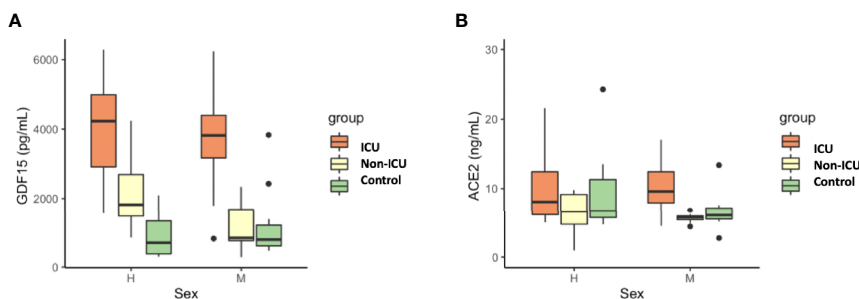 A
GDF15 (pg/mL)
6000
4000
2000
0
H
M
Sex
group
ICU
Non-ICU
Control
B
ACE2 (ng/mL)
30
20
10
0
H
M
Sex
group
ICU
Non-ICU
Control